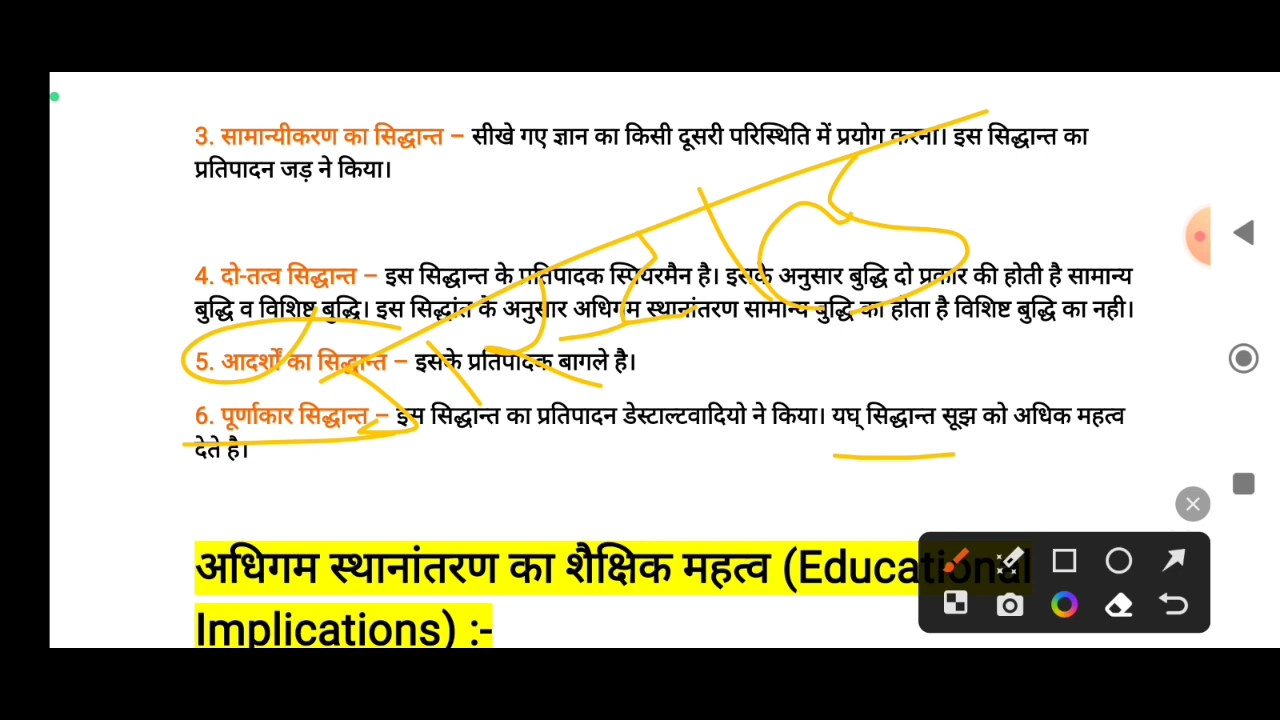 3. सामान्यीकरण का सिद्धान्त – सीखे गए ज्ञान का किसी दूसरी परिस्थिति में प्रयोग करना। इस सिद्धान्त का
प्रतिपादन जड़ ने किया।
4. दो-तत्व सिद्धान्त – इस सिद्धान्त के प्रतिपादक स्पियरमैन है। इसके अनुसार बुद्धि दो प्रकार की होती है सामान्य
बुद्धि व विशिष्ट बुद्धि। इस सिद्धांत के अनुसार अधिगम स्थानांतरण सामान्य बुद्धि का होता है विशिष्ट बुद्धि का नही।
5. आदर्शों का सिद्धान्त – इसके प्रतिपादक बागले है।
6. पूर्णाकार सिद्धान्त – इस सिद्धान्त का प्रतिपादन डेस्टाल्टवादियो ने किया। यघ् सिद्धान्त सूझ को अधिक महत्व
देते है।
अधिगम स्थानांतरण का शैक्षिक महत्व (Educational
Implications) :-